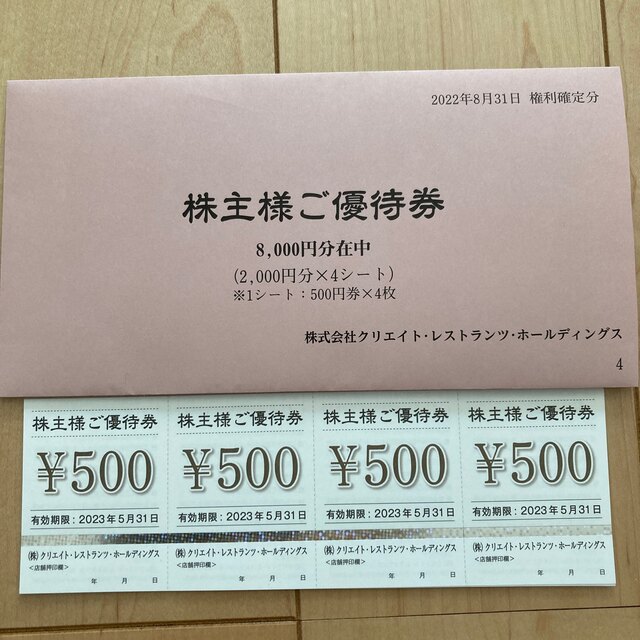 2022年8月31日 権利確定分
株主様ご優待券
8,000円分在中
(2,000円分×4シート)
※1シート：500円券×4枚
株式会社クリエイト・レストランツ・ホールディングス
4
株主様ご優待券 株主様ご優待券 株主様ご優待券 株主様ご優待券
¥500 ¥500 ¥500 ¥500
有効期限：2023年5月31日 有効期限：2023年5月31日 有効期限：2023年5月31日 有効期限：2023年5月31日
㈱クリエイト・レストランツ・ホールディングス ㈱クリエイト・レストランツ・ホールディングス ㈱クリエイト・レストランツ・ホールディングス ㈱クリエイト・レストランツ・ホールディングス
<店舗押印欄> <店舗押印欄> <店舗押印欄> <店舗押印欄>
年 月 日 年 月 日 年 月 日 年 月 日